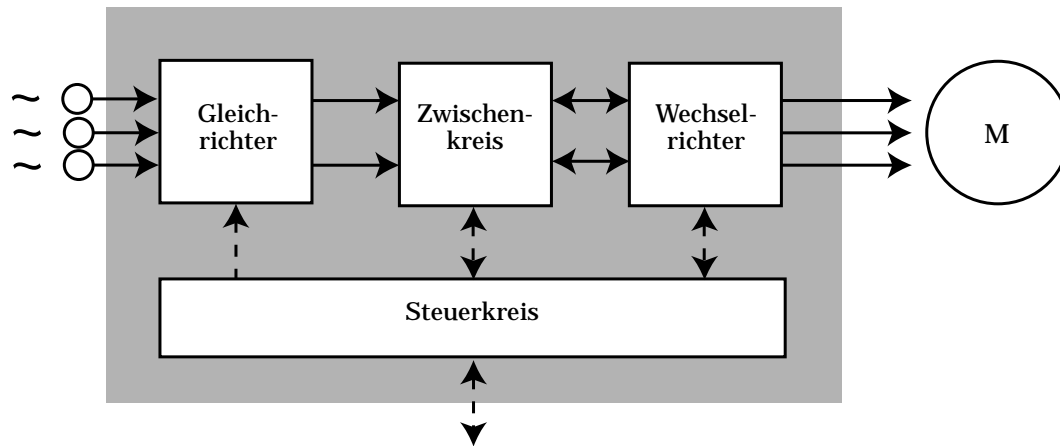 ~
~
~
Gleich-
richter
Zwischen-
kreis
Wechsel-
richter
M
Steuerkreis